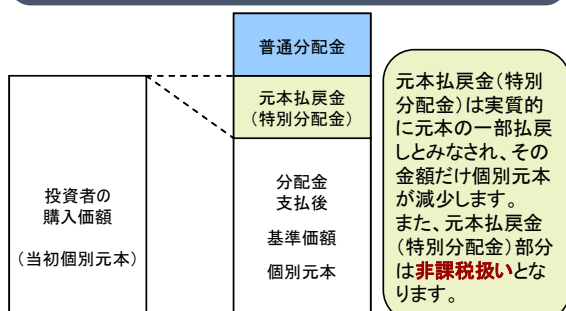 普通分配金
元本払戻金
（特別分配金）
投資者の
購入価額
（当初個別元本）
分配金
支払後
基準価額
個別元本
元本払戻金（特別
分配金）は実質的
に元本の一部払戻
しとみなされ、その
金額だけ個別元本
が減少します。
また、元本払戻金
（特別分配金）部分
は非課税扱いとな
ります。